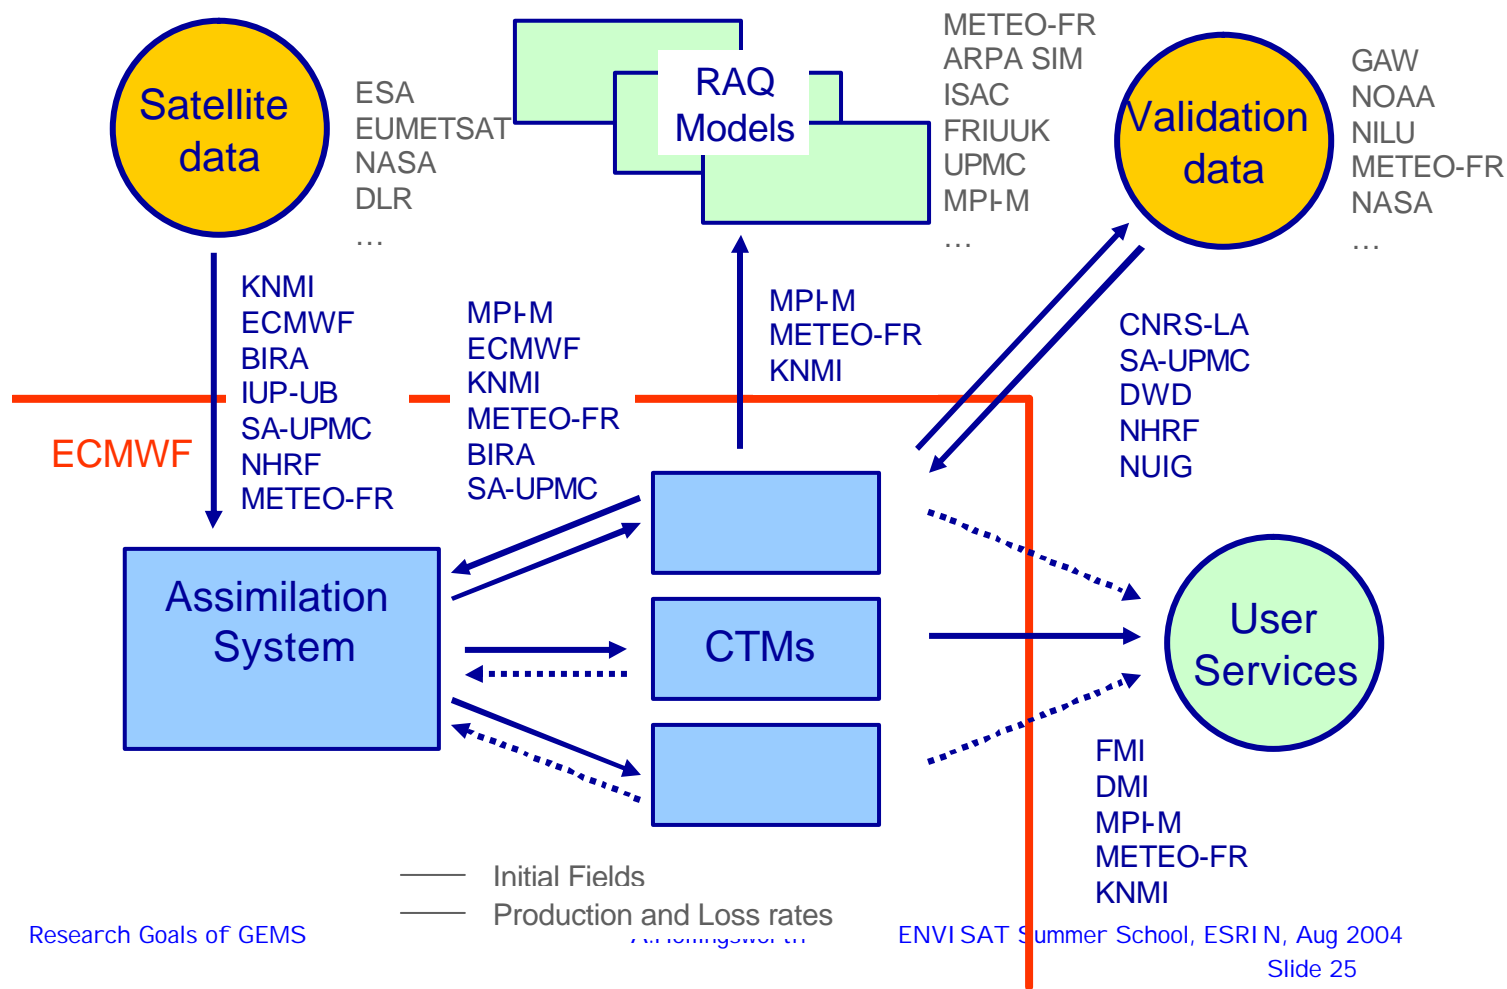 Satellite
data
ESA
EUMETSAT
NASA
DLR
…
RAQ
Models
METEO-FR
ARPA SIM
ISAC
FRIUUK
UPMC
MPI-M
…
Validation
data
GAW
NOAA
NILU
METEO-FR
NASA
…
KNMI
ECMWF
BIRA
IUP-UB
SA-UPMC
NHRF
METEO-FR
MPI-M
ECMWF
KNMI
METEO-FR
BIRA
SA-UPMC
MPI-M
METEO-FR
KNMI
CNRS-LA
SA-UPMC
DWD
NHRF
NUIG
ECMWF
Assimilation
System
CTMs
User
Services
FMI
DMI
MPI-M
METEO-FR
KNMI
Initial Fields
Production and Loss rates
Research Goals of GEMS
A.Hollingsworth
ENVISAT Summer School, ESRIN, Aug 2004
Slide 25